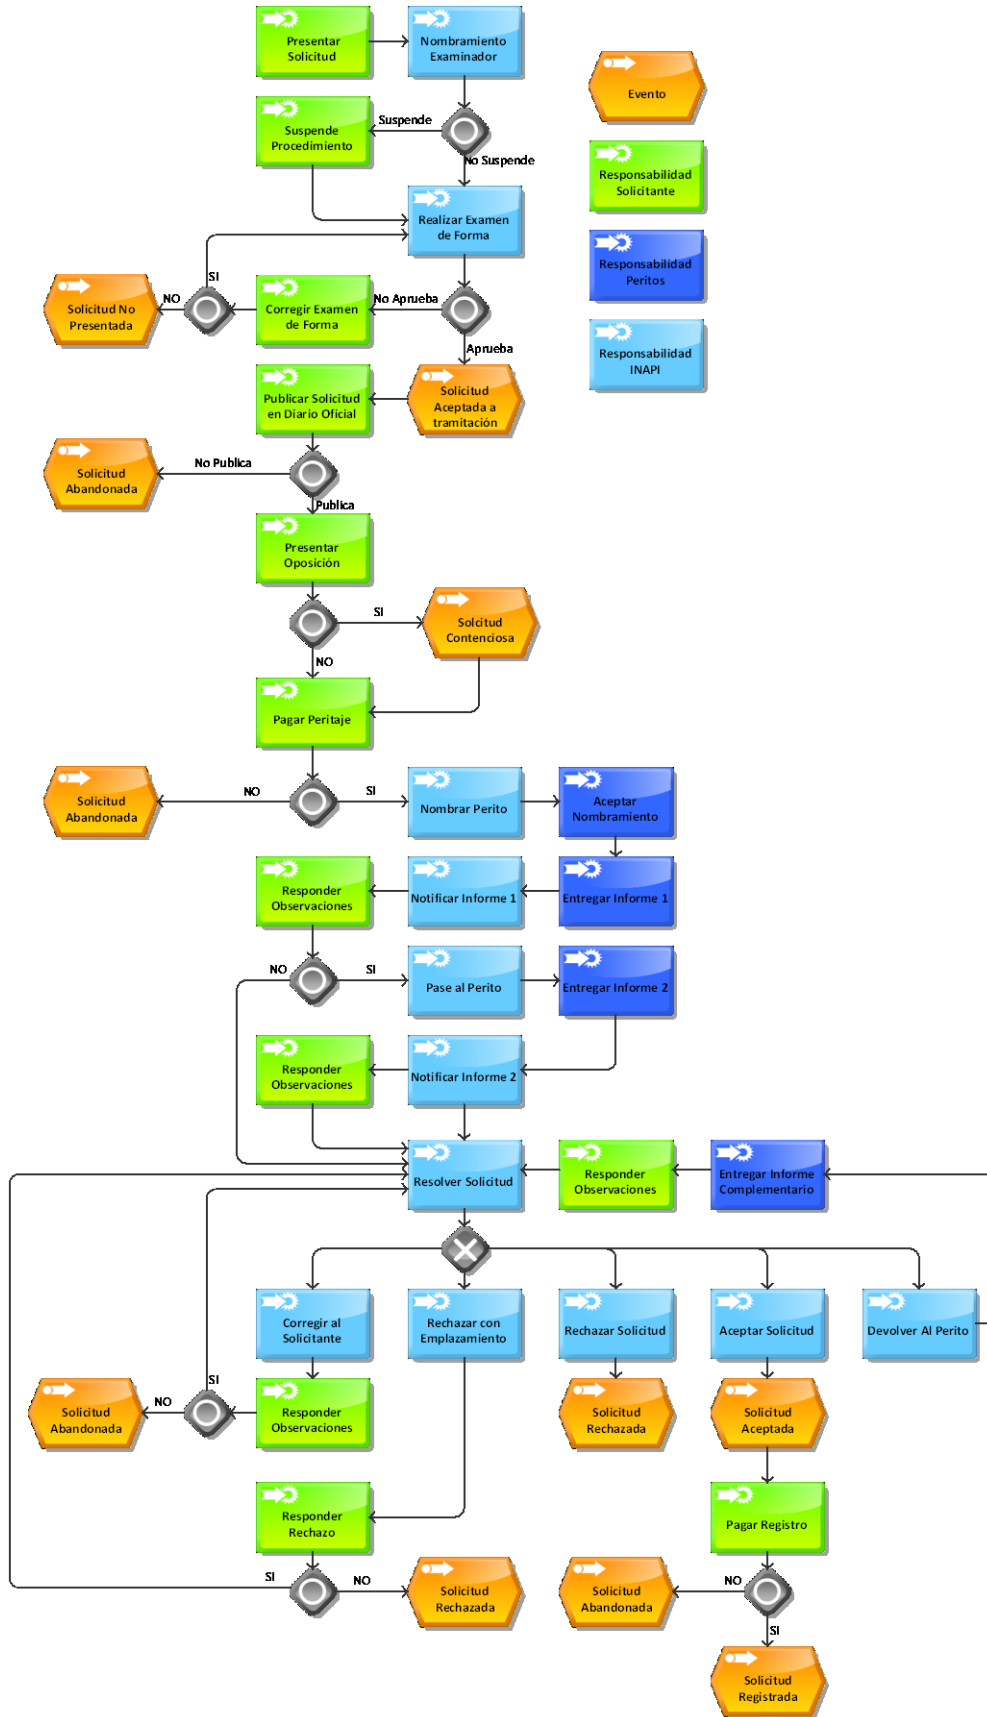 Presentar
Solicitud
Nombramiento
Examinador
Evento
Suspende
Procedimiento
Suspende
No Suspende
Responsabilidad
Solicitante
Realizar Examen
de Forma
Responsabilidad
Peritos
SI
NO
Solicitud No
Presentada
Corregir Examen
de Forma
No Aprueba
Aprueba
Responsabilidad
INAPI
Publicar Solicitud
en Diario Oficial
Solicitud
Aceptada a
tramitación
No Publica
Solicitud
Abandonada
Publica
Presentar
Oposición
SI
Solcitud
Contenciosa
NO
Pagar Peritaje
Solicitud
Abandonada
NO
SI
Nombrar Perito
Aceptar
Nombramiento
Responder
Observaciones
Notificar Informe 1
Entregar Informe 1
NO
SI
Pase al Perito
Entregar Informe 2
Responder
Observaciones
Notificar Informe 2
Resolver Solicitud
Responder
Observaciones
Entregar Informe
Complementario
Corregir al
Solicitante
Rechazar con
Emplazamiento
Rechazar Solicitud
Aceptar Solicitud
Devolver Al Perito
SI
NO
Solicitud
Abandonada
Responder
Observaciones
Solicitud
Rechazada
Solicitud
Aceptada
Responder
Rechazo
Pagar Registro
SI
NO
Solicitud
Rechazada
Solicitud
Abandonada
NO
SI
Solicitud
Registrada